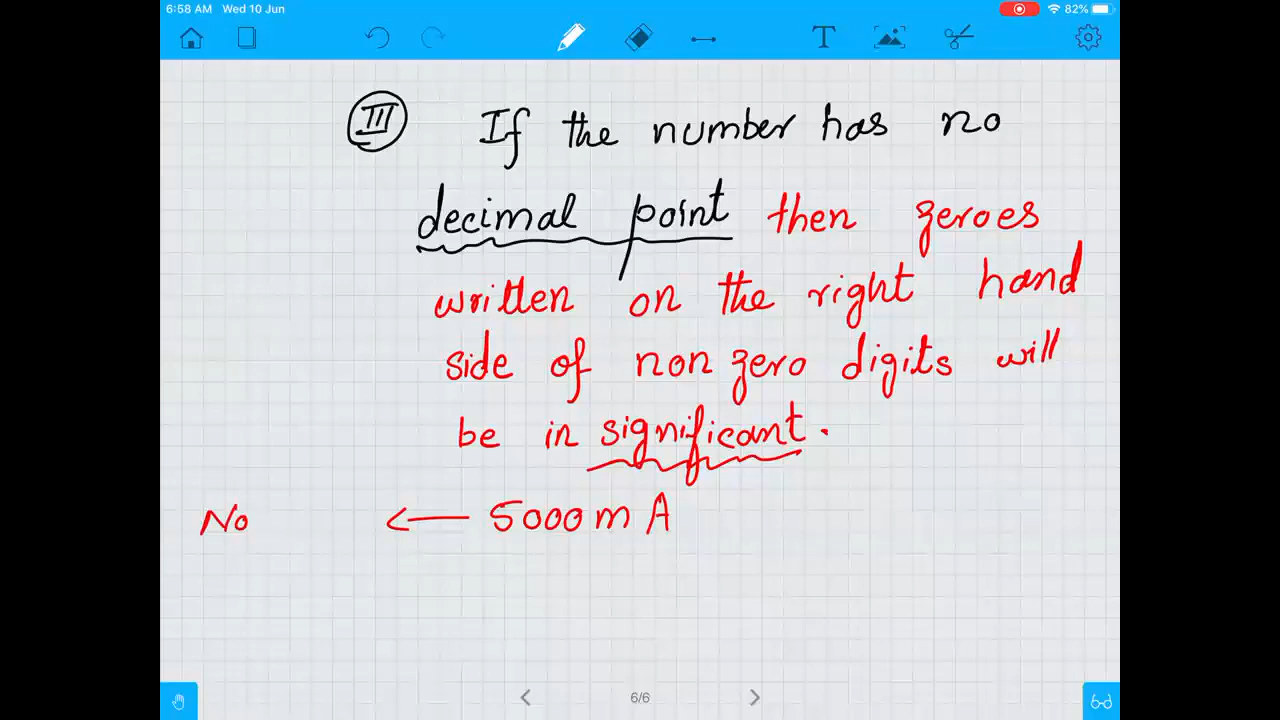 6:58 AM Wed 10 Jun 82%
T
III If the number has no
decimal point then zeroes
written on the right hand
side of non zero digits will
be in significant.
No ← 5000 m A
6/6